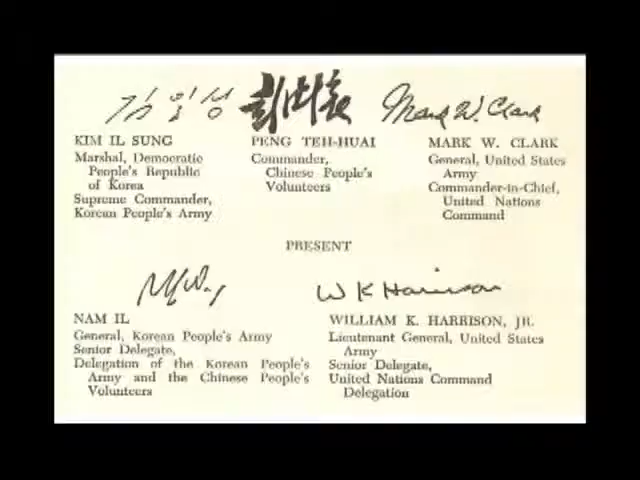 김일성 彭德懷 Mark W. Clark
KIM IL SUNG PENG TEH-HUAI MARK W. CLARK
Marshal, Democratic Commander, General, United States
People's Republic Chinese People's Army
of Korea Volunteers Commander-in-Chief,
Supreme Commander, United Nations
Korean People's Army Command
PRESENT
W K Harrison
NAM IL WILLIAM K. HARRISON, JR.
General, Korean People's Army Lieutenant General, United States
Senior Delegate, Army
Delegation of the Korean People's Senior Delegate,
Army and the Chinese People's United Nations Command
Volunteers Delegation